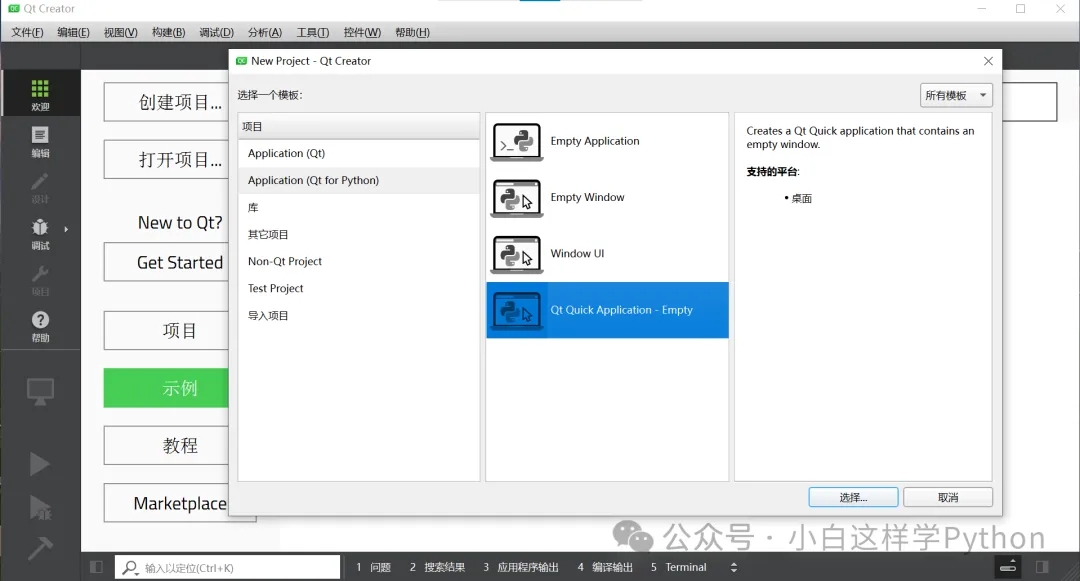 Qt Creator
文件(F) 编辑(E) 视图(V) 构建(B) 调试(D) 分析(A) 工具(T) 控件(W) 帮助(H)
New Project - Qt Creator
选择一个模板:
所有模板
欢迎
编辑
设计
调试
项目
帮助
创建项目...
打开项目...
New to Qt?
Get Started
项目
示例
教程
Marketplace
项目
Application (Qt)
Application (Qt for Python)
库
其它项目
Non-Qt Project
Test Project
导入项目
Empty Application
Empty Window
Window UI
Qt Quick Application - Empty
Creates a Qt Quick application that contains an
empty window.
支持的平台:
• 桌面
选择...
取消
公众号 · 小白这样学Python
输入以定位(Ctrl+K)
1 问题 2 搜索结果 3 应用程序输出 4 编译输出 5 Terminal